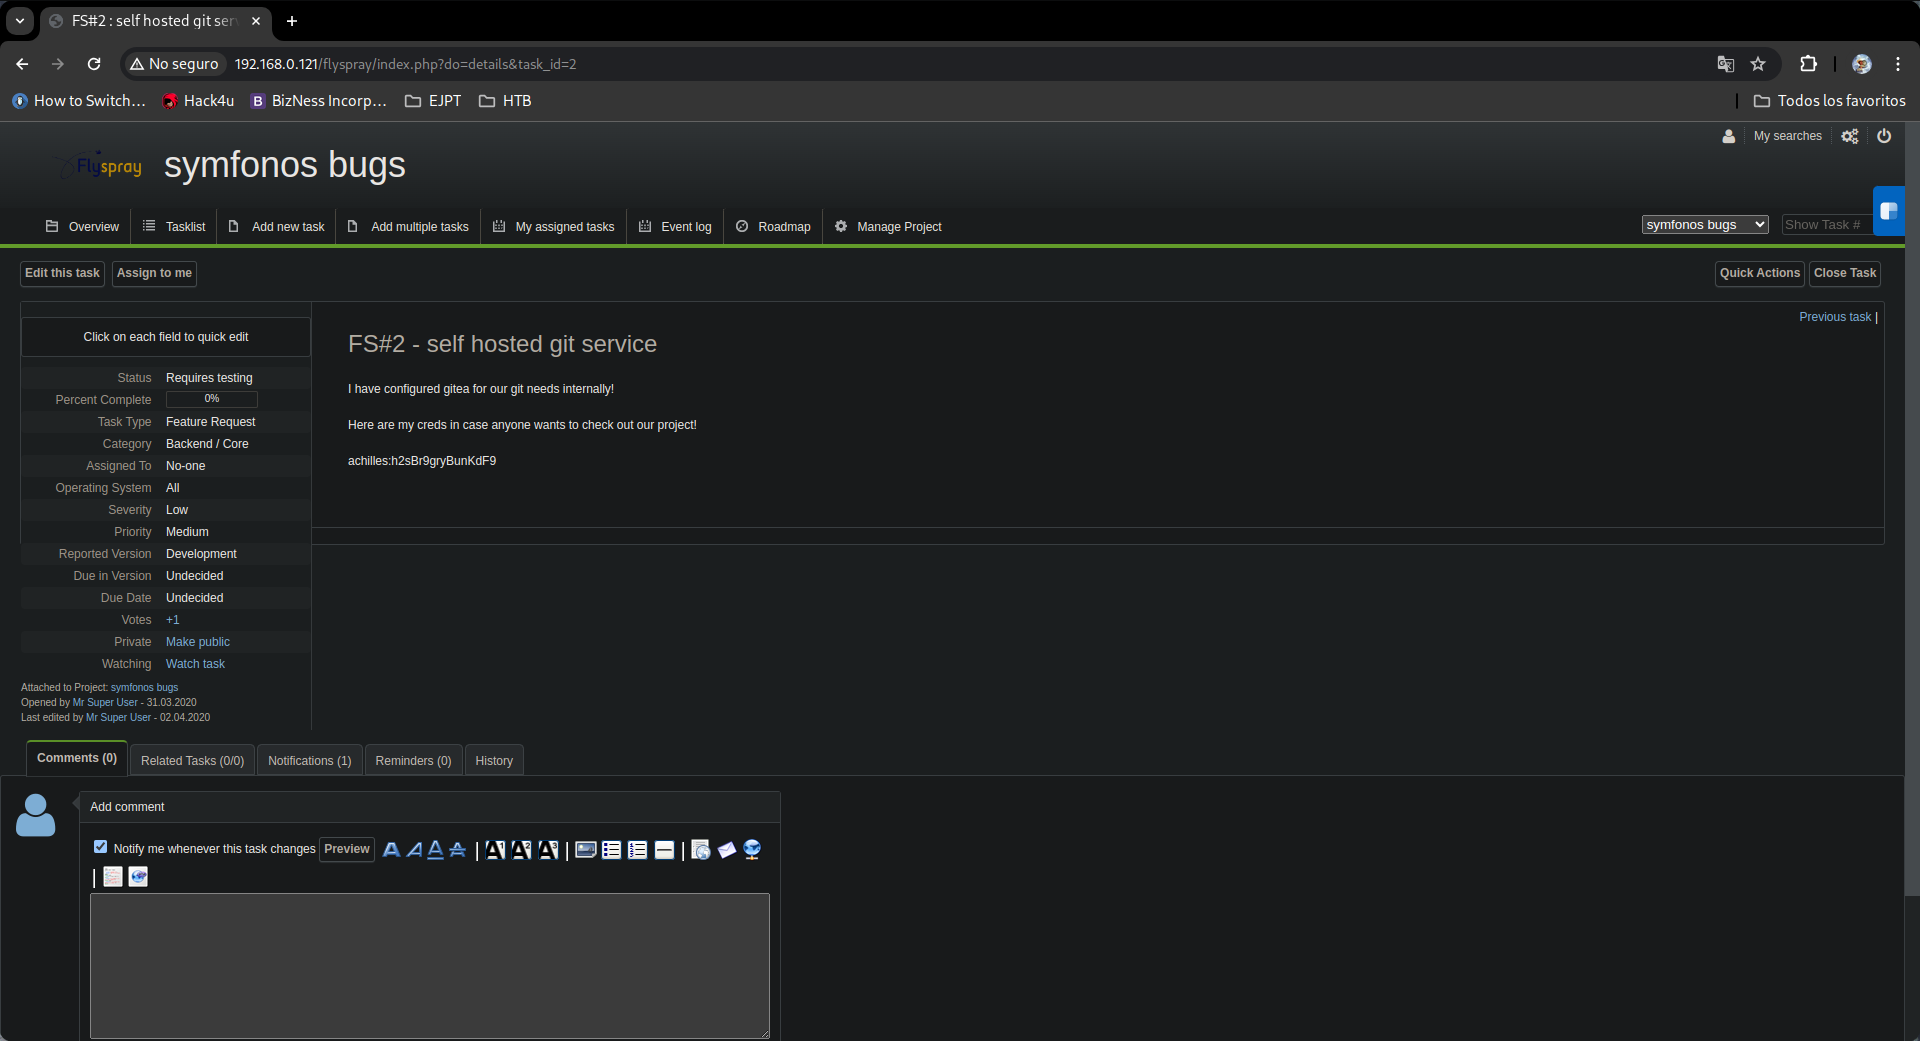 FS#2 : self hosted git ser
No seguro
192.168.0.121/flyspray/index.php?do=details&task_id=2
How to Switch…
Hack4u
B BizNess Incorp…
EJPT
HTB
Todos los favoritos
My searches
Flyspray
symfonos bugs
Overview
Tasklist
Add new task
Add multiple tasks
My assigned tasks
Event log
Roadmap
Manage Project
symfonos bugs
Show Task #
Edit this task
Assign to me
Quick Actions
Close Task
Click on each field to quick edit
Status Requires testing
Percent Complete 0%
Task Type Feature Request
Category Backend / Core
Assigned To No-one
Operating System All
Severity Low
Priority Medium
Reported Version Development
Due in Version Undecided
Due Date Undecided
Votes +1
Private Make public
Watching Watch task
Attached to Project: symfonos bugs
Opened by Mr Super User - 31.03.2020
Last edited by Mr Super User - 02.04.2020
Previous task |
FS#2 - self hosted git service
I have configured gitea for our git needs internally!
Here are my creds in case anyone wants to check out our project!
achilles:h2sBr9gryBunKdF9
Comments (0)
Related Tasks (0/0)
Notifications (1)
Reminders (0)
History
Add comment
Notify me whenever this task changes
Preview